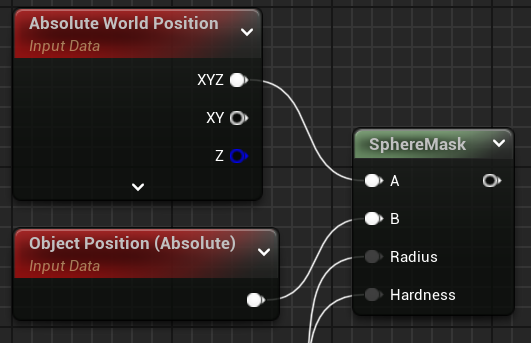 Absolute World Position
Input Data
XYZ
XY
Z
SphereMask
A
B
Radius
Hardness
Object Position (Absolute)
Input Data